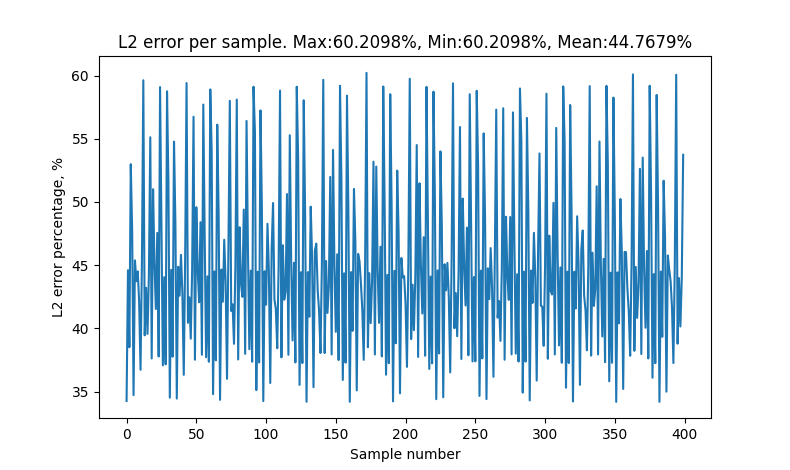 L2 error per sample. Max:60.2098%, Min:60.2098%, Mean:44.7679%
60
55
50
45
40
35
L2 error percentage, %
0 50 100 150 200 250 300 350 400
Sample number